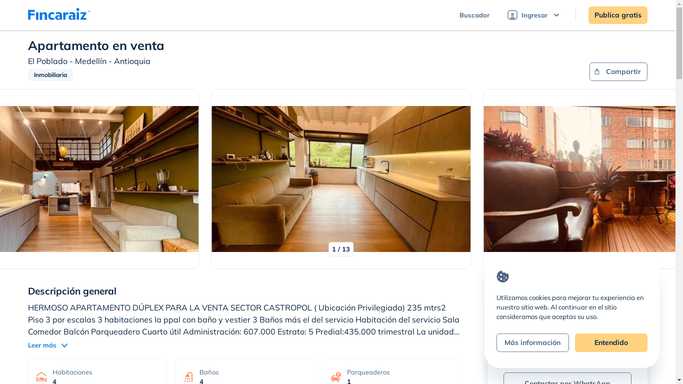 Fincaraiz
Buscador
Ingresar
Publica gratis
Apartamento en venta
El Poblado - Medellín - Antioquia
Inmobiliaria
Compartir
1 / 13
Descripción general
HERMOSO APARTAMENTO DÚPLEX PARA LA VENTA SECTOR CASTROPOL ( Ubicación Privilegiada) 235 mtrs2
Piso 3 por escalas 3 habitaciones la ppal con baño y vestier 3 Baños más el del servicio Habitación del servicio Sala
Comedor Balcón Parqueadero Cuarto útil Administración: 607.000 Estrato: 5 Predial:435.000 trimestral La unidad...
Leer más
Habitaciones
4
Baños
4
Parqueaderos
1
Utilizamos cookies para mejorar tu experiencia en
nuestro sitio web. Al continuar en el sitio
consideramos que aceptas su uso.
Más información
Entendido
Contactar por WhatsApp